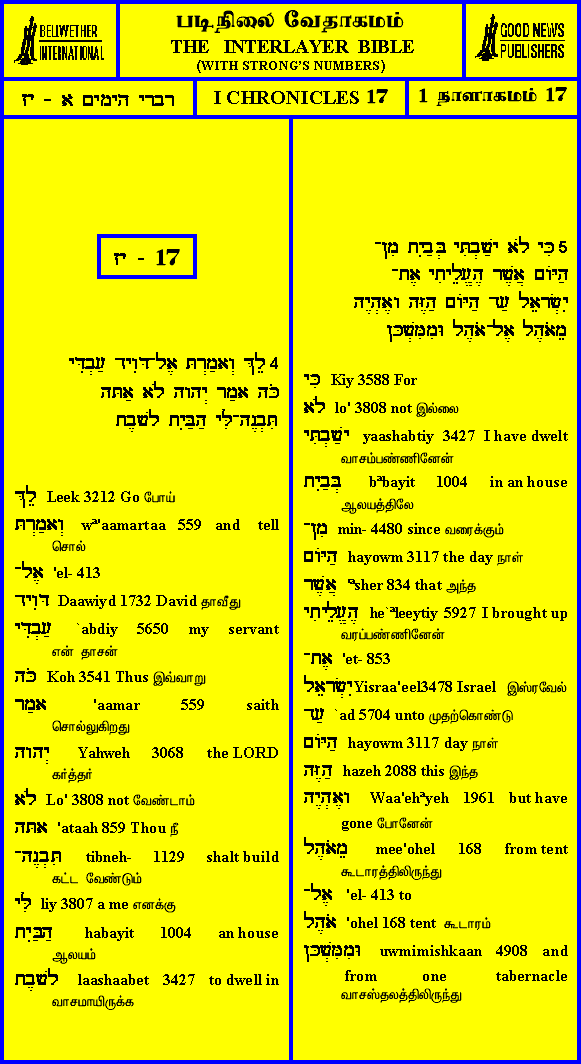 BELLWETHER
INTERNATIONAL
படிநிலை வேதாகமம்
THE INTERLAYER BIBLE
(WITH STRONG'S NUMBERS)
GOOD NEWS
PUBLISHERS
דברי הימים א - יז
I CHRONICLES 17
1 நாளாகமம் 17
יז - 17
4 לֵךְ וְאָמַרְתָּ אֶל־דָּוִיד עַבְדִּי
כֹּה אָמַר יְהוָה לֹא אַתָּה
תִּבְנֶה־לִּי הַבַּיִת לָשָׁבֶת
לֵךְ Leek 3212 Go போய்
וְאָמַרְתָּ wª'aamartaa 559 and tell
சொல்
אֶל־ 'el- 413
דָּוִיד Daawiyd 1732 David தாவீது
עַבְדִּי `abdiy 5650 my servant
என் தாசன்
כֹּה Koh 3541 Thus இவ்வாறு
אָמַר 'aamar 559 saith
சொல்லுகிறது
יְהוָה Yahweh 3068 the LORD
கர்த்தர்
לֹא Lo' 3808 not வேண்டாம்
אַתָּה 'ataah 859 Thou நீ
תִּבְנֶה־ tibneh- 1129 shalt build
கட்ட வேண்டும்
לִּי liy 3807 a me எனக்கு
הַבַּיִת habayit 1004 an house
ஆலயம்
לָשָׁבֶת laashaabet 3427 to dwell in
வாசமாயிருக்க
5 כִּי לֹא יָשַׁבְתִּי בְּבַיִת מִן־
הַיּוֹם אֲשֶׁר הֶעֱלֵיתִי אֶת־
יִשְׂרָאֵל עַד הַיּוֹם הַזֶּה וָאֶהְיֶה
מֵאֹהֶל אֶל־אֹהֶל וּמִמִּשְׁכָּן
כִּי Kiy 3588 For
לֹא lo' 3808 not இல்லை
יָשַׁבְתִּי yaashabtiy 3427 I have dwelt
வாசம்பண்ணினேன்
בְּבַיִת bªbayit 1004 in an house
ஆலயத்திலே
מִן־ min- 4480 since வரைக்கும்
הַיּוֹם hayowm 3117 the day நாள்
אֲשֶׁר ªsher 834 that அந்த
הֶעֱלֵיתִי he`ªleeytiy 5927 I brought up
வரப்பண்ணினேன்
אֶת־ 'et- 853
יִשְׂרָאֵל Yisraa'eel3478 Israel இஸ்ரவேல்
עַד `ad 5704 unto முதற்கொண்டு
הַיּוֹם hayowm 3117 day நாள்
הַזֶּה hazeh 2088 this இந்த
וָאֶהְיֶה Waa'ehªyeh 1961 but have
gone போனேன்
מֵאֹהֶל mee'ohel 168 from tent
கூடாரத்திலிருந்து
אֶל־ 'el- 413 to
אֹהֶל 'ohel 168 tent கூடாரம்
וּמִמִּשְׁכָּן uwmimishkaan 4908 and
from one tabernacle
வாசஸ்தலத்திலிருந்து